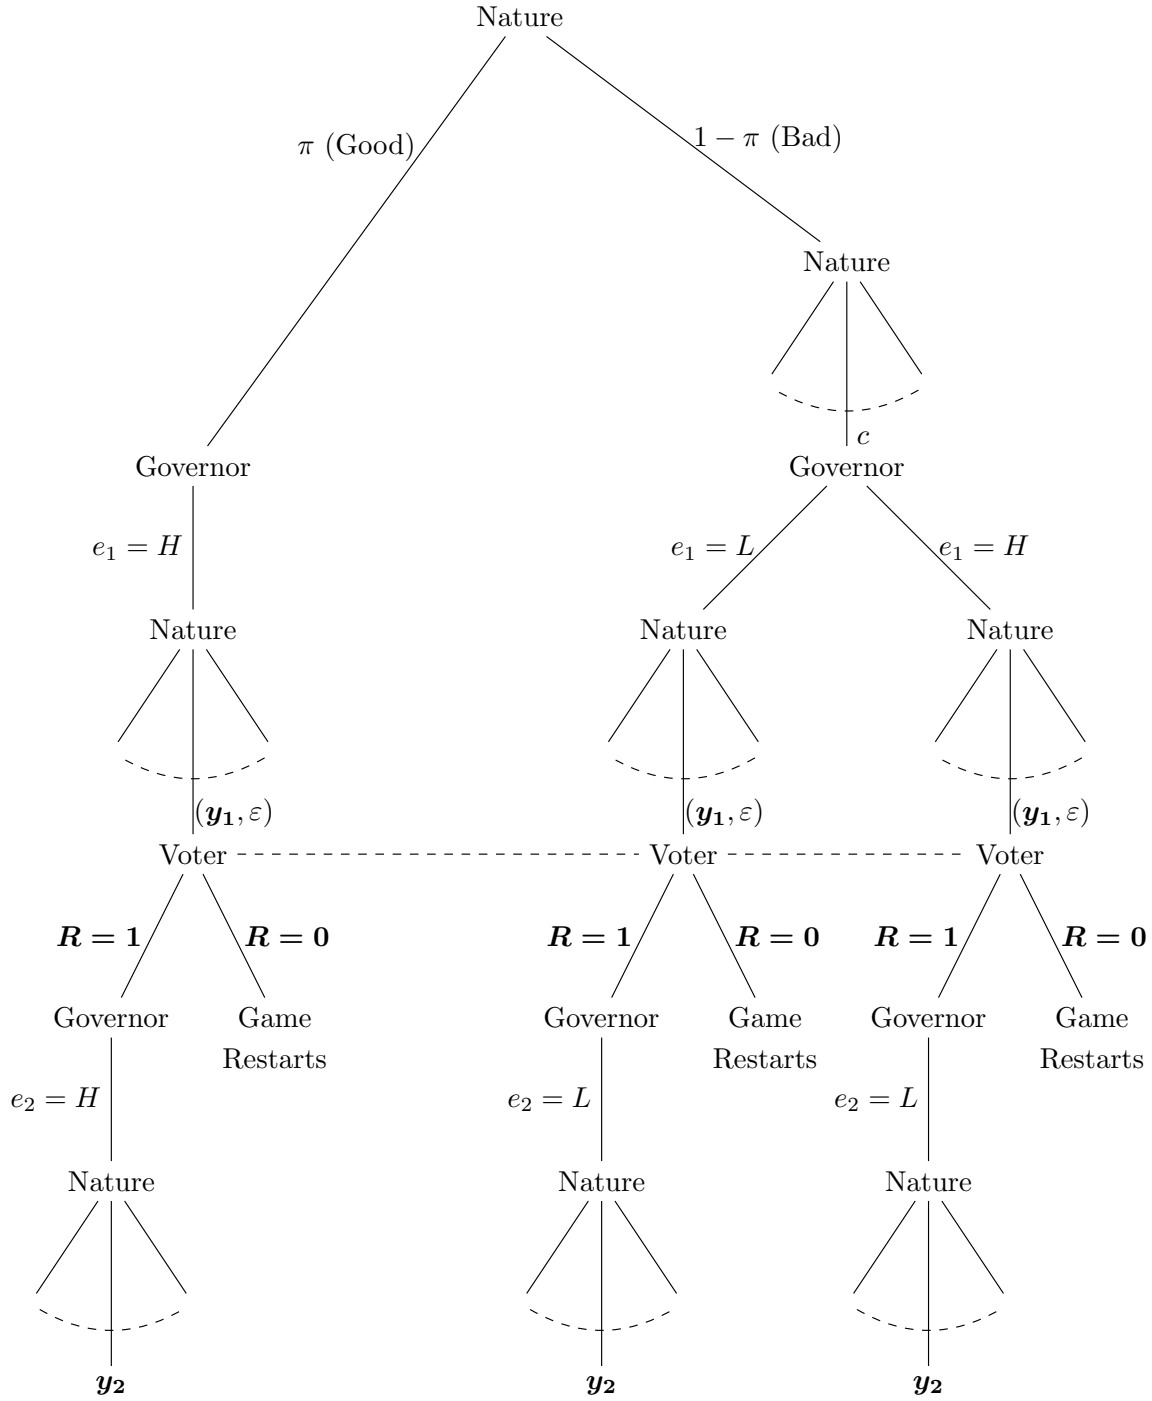 Nature
π (Good)
1 − π (Bad)
Nature
c
Governor
Governor
e₁ = H
e₁ = L
e₁ = H
Nature
Nature
Nature
(y₁, ε)
(y₁, ε)
(y₁, ε)
Voter
Voter
Voter
R = 1
R = 0
R = 1
R = 0
R = 1
R = 0
Governor
Game
Restarts
Governor
Game
Restarts
Governor
Game
Restarts
e₂ = H
e₂ = L
e₂ = L
Nature
Nature
Nature
y₂
y₂
y₂